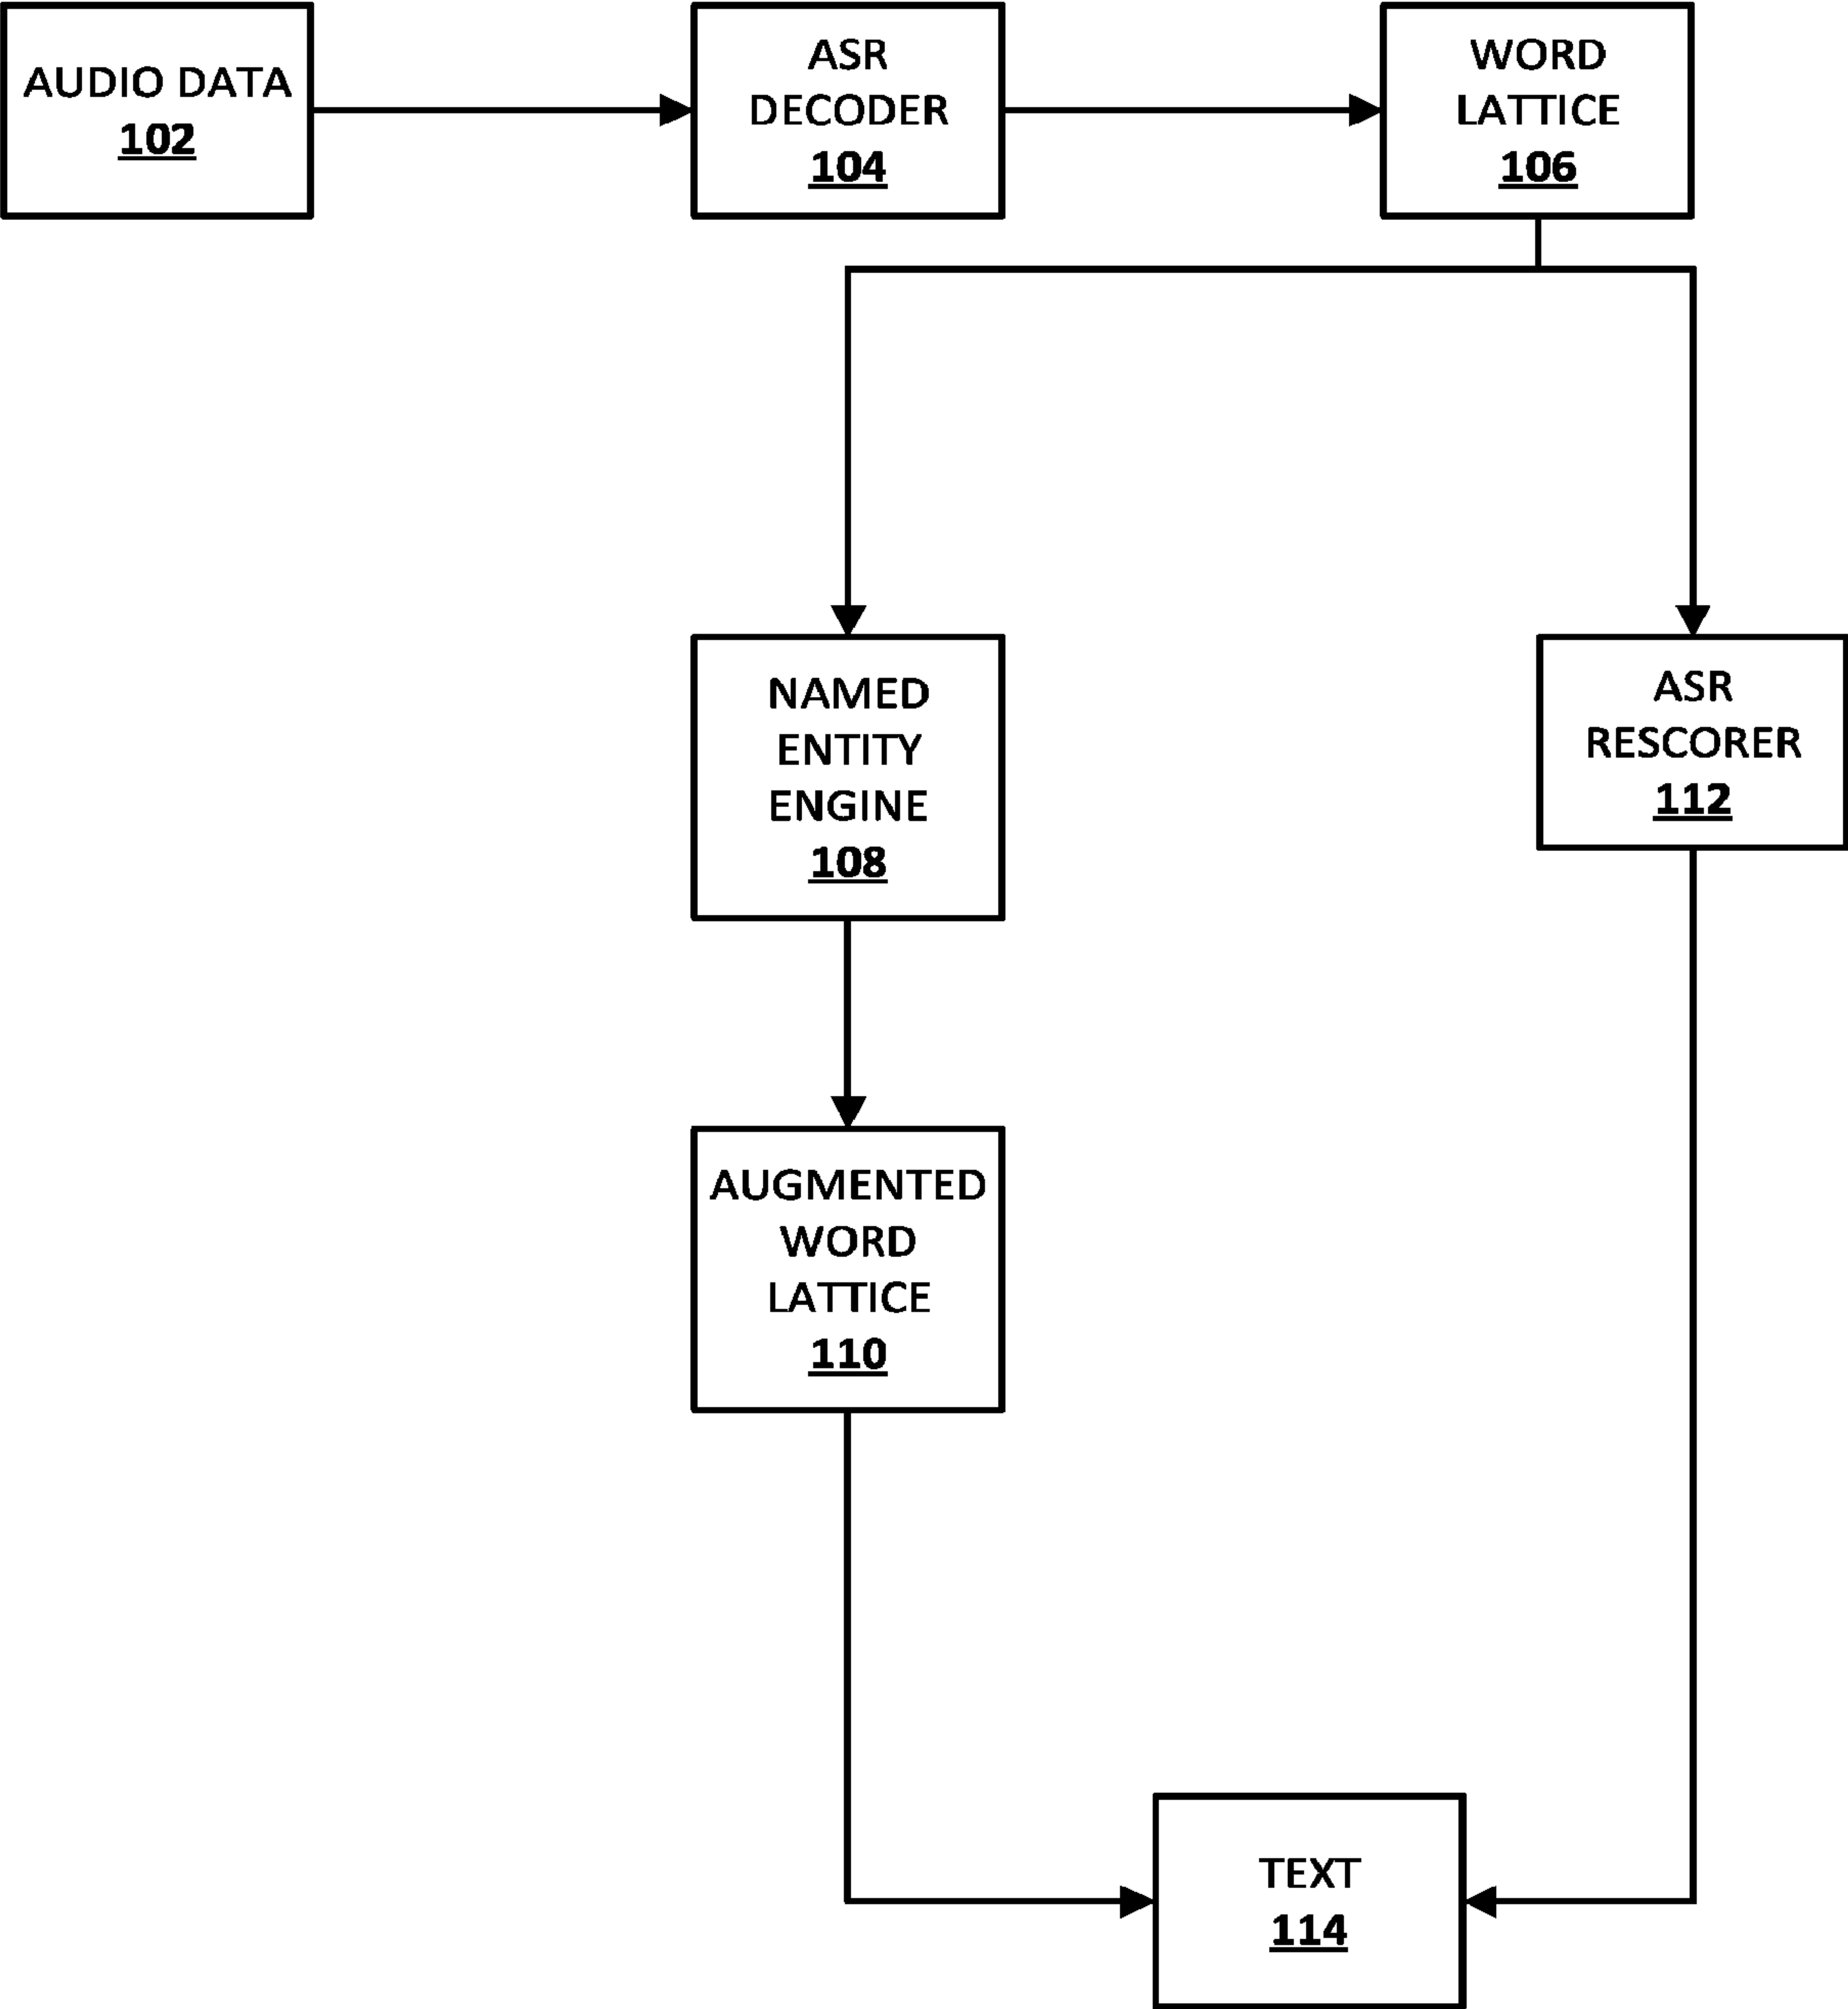 AUDIO DATA
102
ASR
DECODER
104
WORD
LATTICE
106
NAMED
ENTITY
ENGINE
108
ASR
RESCORER
112
AUGMENTED
WORD
LATTICE
110
TEXT
114